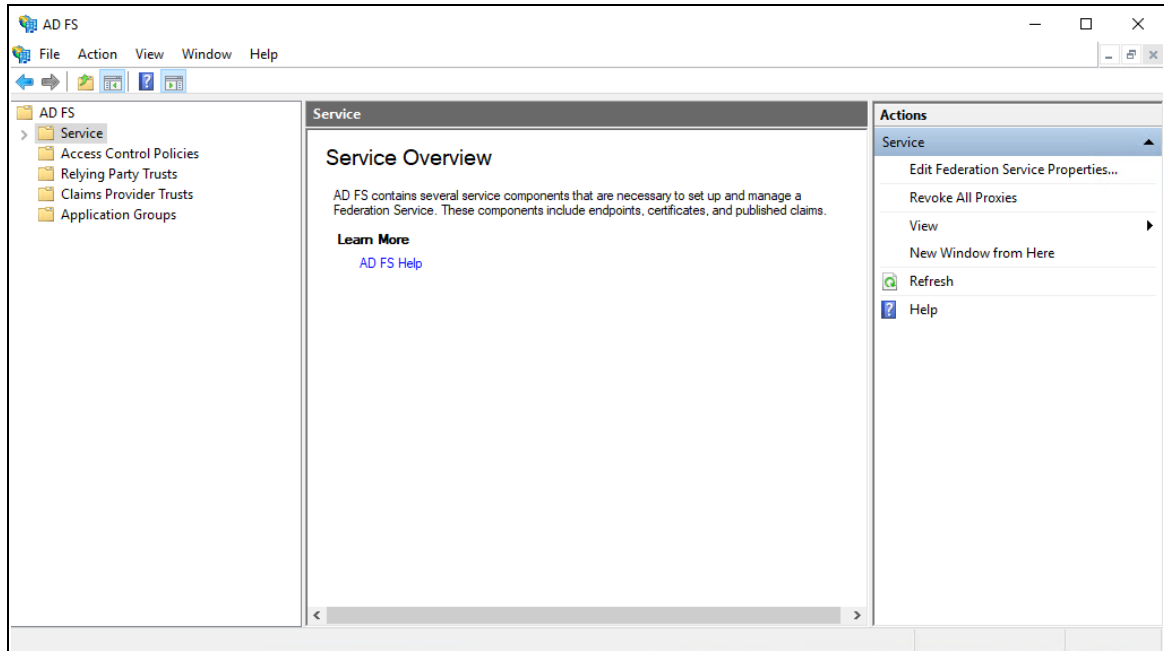 AD FS
File Action View Window Help
AD FS
Service
Access Control Policies
Relying Party Trusts
Claims Provider Trusts
Application Groups
Service
Service Overview
AD FS contains several service components that are necessary to set up and manage a
Federation Service. These components include endpoints, certificates, and published claims.
Learn More
AD FS Help
Actions
Service
Edit Federation Service Properties...
Revoke All Proxies
View
New Window from Here
Refresh
Help